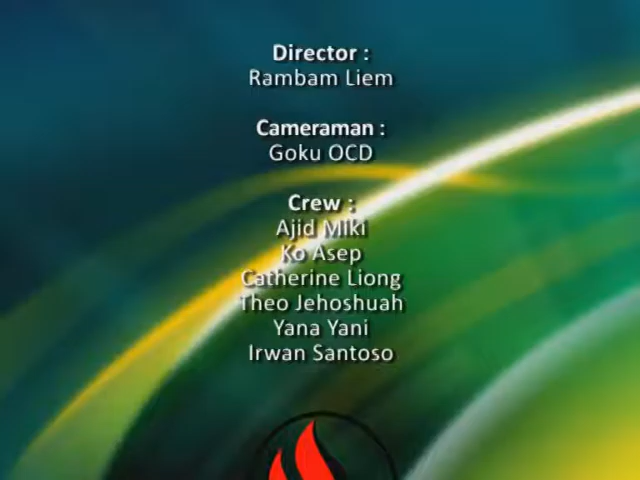 Director :
Rambam Liem
Cameraman :
Goku OCD
Crew :
Ajid Miki
Ko Asep
Catherine Liong
Theo Jehoshuah
Yana Yani
Irwan Santoso